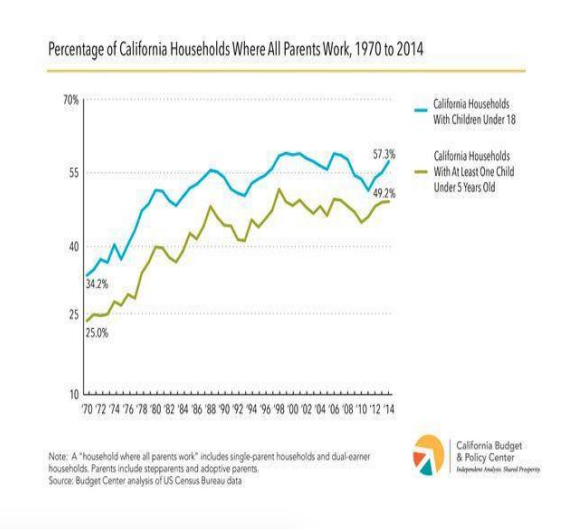 Percentage of California Households Where All Parents Work, 1970 to 2014
70%
55
40
25
10
57.3%
49.2%
34.2%
25.0%
'70 '72 '74 '76 '78 '80 '82 '84 '86 '88 '90 '92 '94 '96 '98 '00 '02 '04 '06 '08 '10 '12 '14
California Households
With Children Under 18
California Households
With At Least One Child
Under 5 Years Old
Note: A "household where all parents work" includes single-parent households and dual-earner
households. Parents include stepparents and adoptive parents.
Source: Budget Center analysis of US Census Bureau data
California Budget
& Policy Center
Independent Analysis. Shared Prosperity.